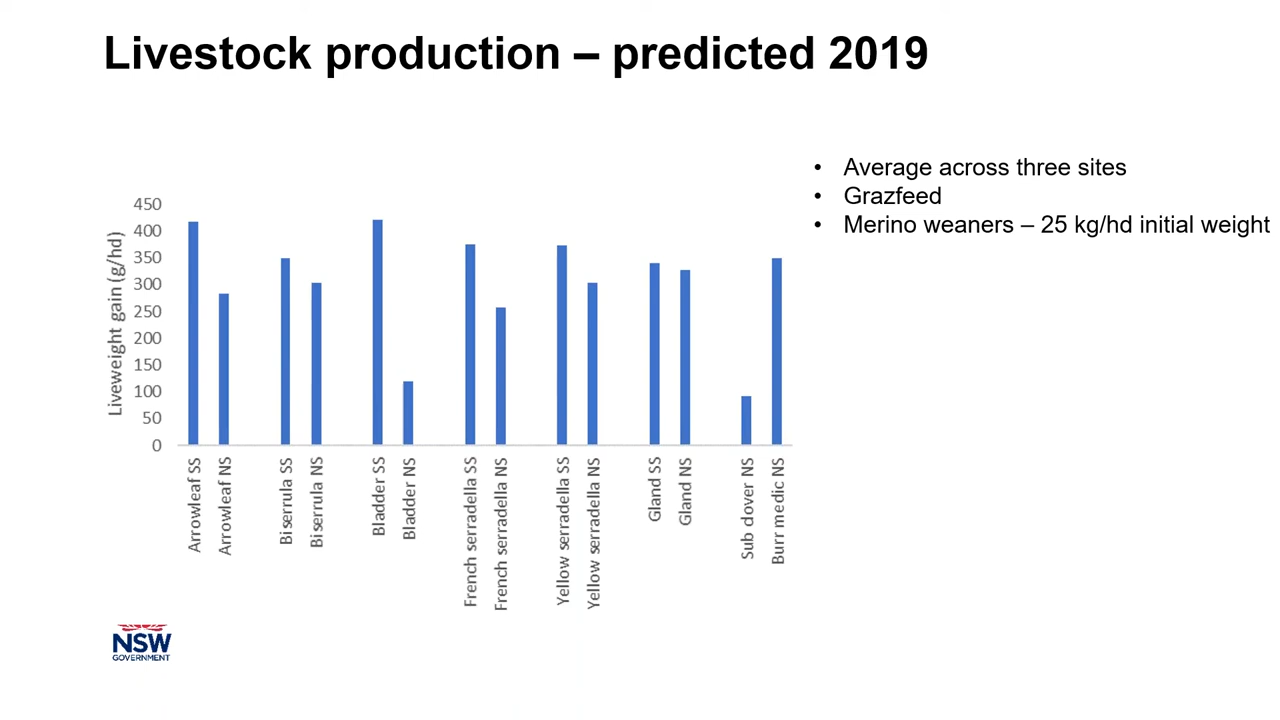 Livestock production – predicted 2019
• Average across three sites
• Grazfeed
• Merino weaners – 25 kg/hd initial weight
Liveweight gain (g/hd)
450
400
350
300
250
200
150
100
50
0
Arrowleaf SS
Arrowleaf NS
Biserrula SS
Biserrula NS
Bladder SS
Bladder NS
French serradella SS
French serradella NS
Yellow serradella SS
Yellow serradella NS
Gland SS
Gland NS
Sub clover NS
Burr medic NS
NSW
GOVERNMENT